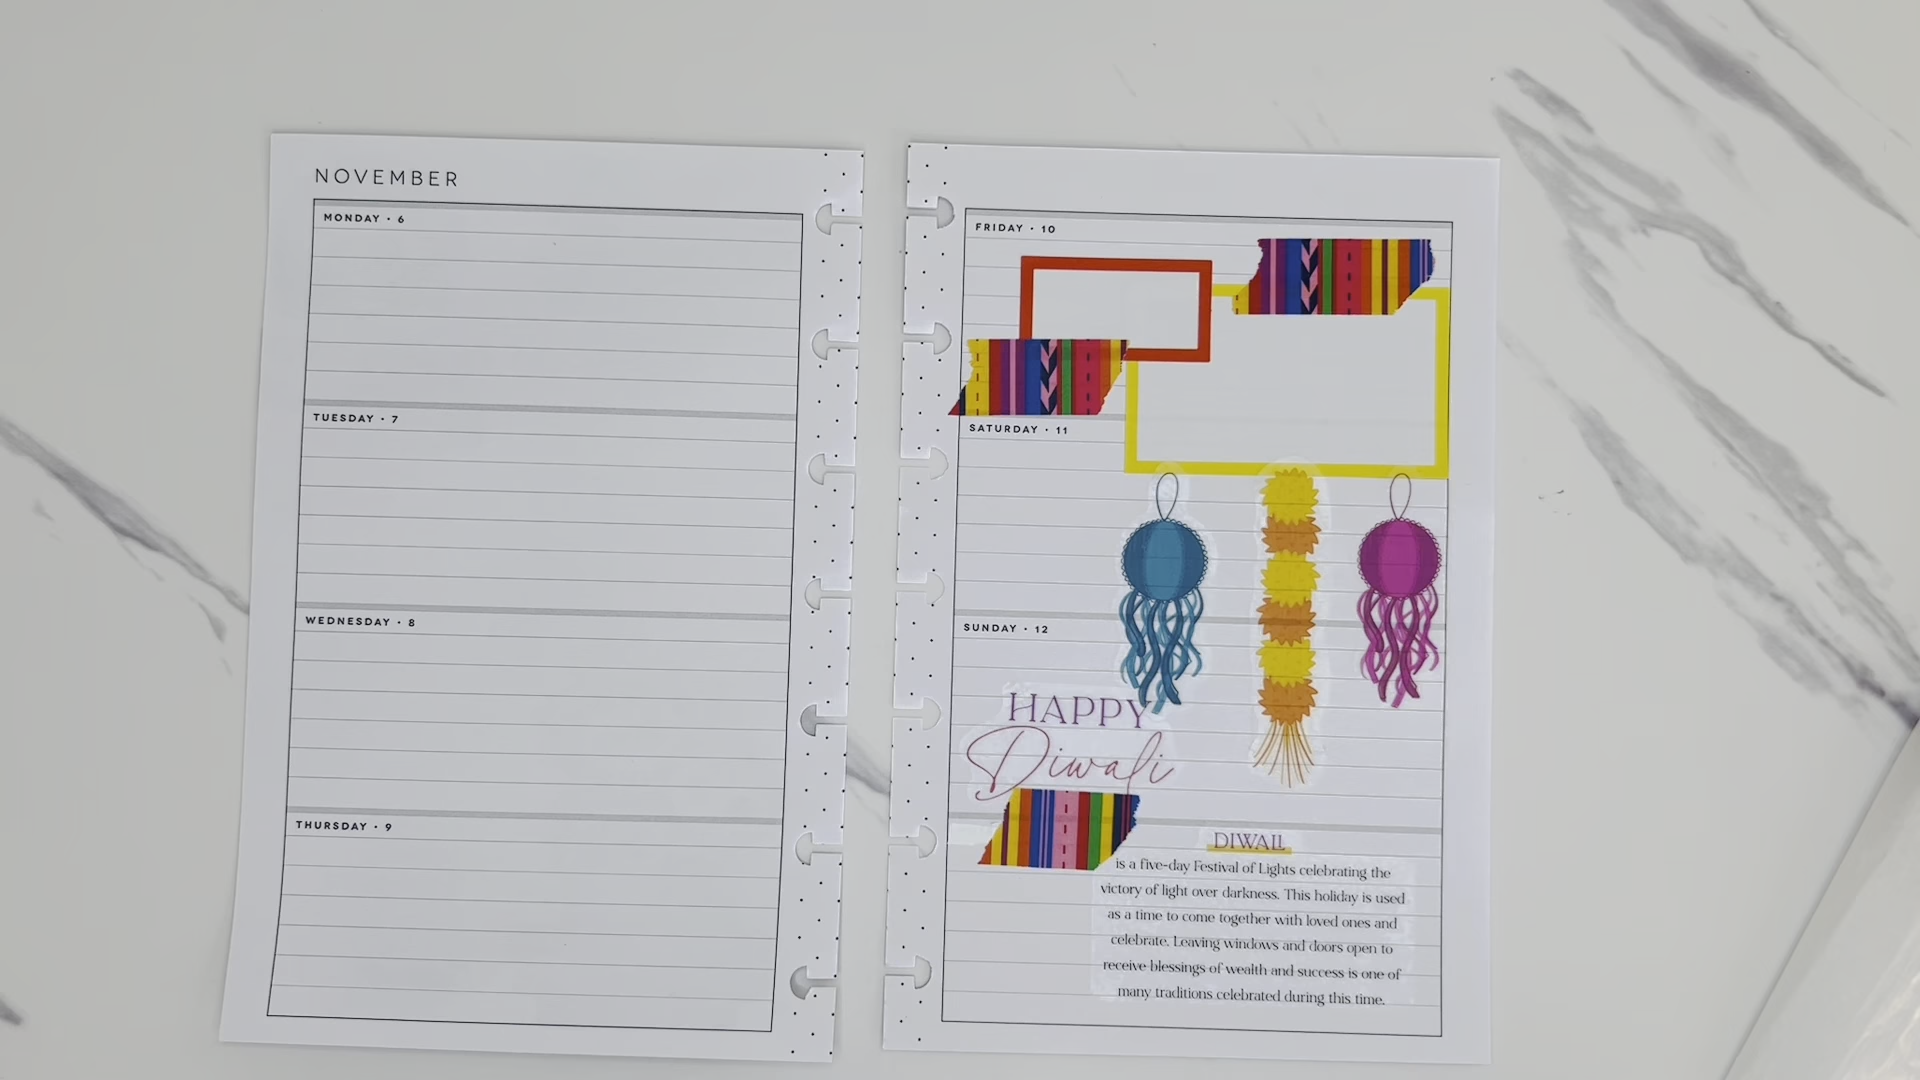 NOVEMBER
MONDAY • 6
TUESDAY • 7
WEDNESDAY • 8
THURSDAY • 9
FRIDAY • 10
SATURDAY • 11
SUNDAY • 12
HAPPY
Diwali
DIWALI
is a five-day Festival of Lights celebrating the
victory of light over darkness. This holiday is used
as a time to come together with loved ones and
celebrate. Leaving windows and doors open to
receive blessings of wealth and success is one of
many traditions celebrated during this time.